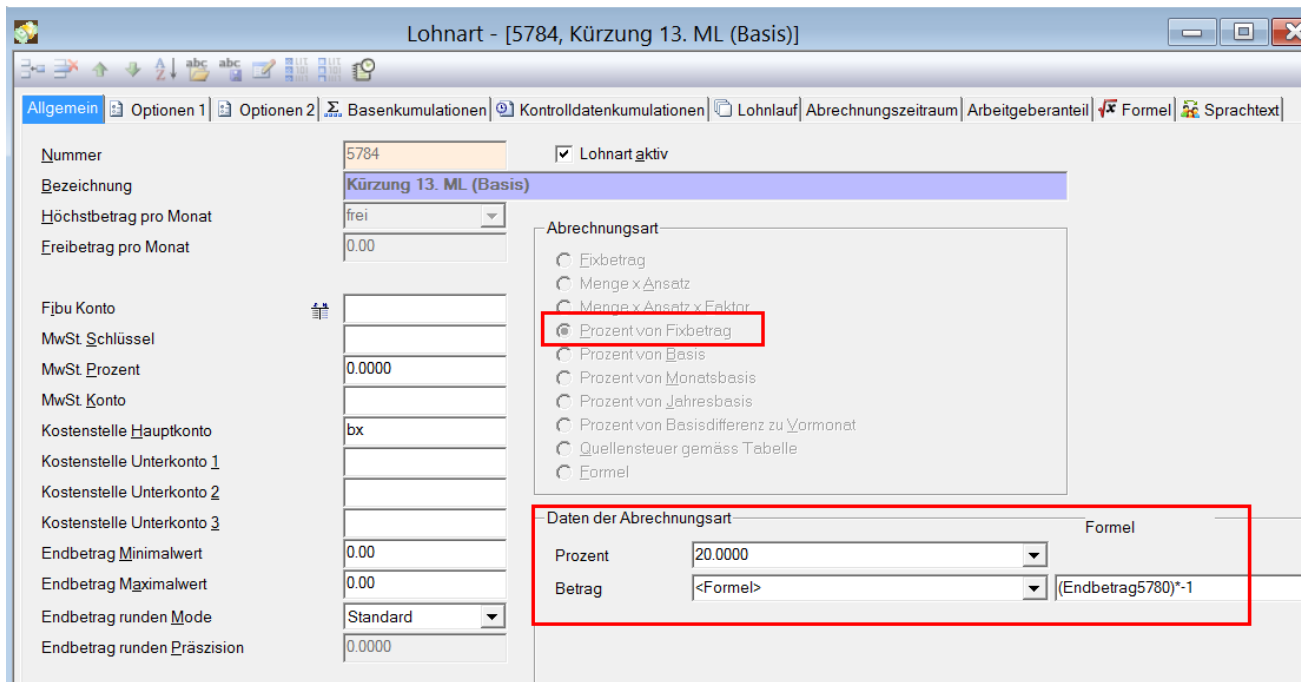 Lohnart - [5784, Kürzung 13. ML (Basis)]
Allgemein Optionen 1 Optionen 2 Basenkumulationen Kontrolldatenkumulationen Lohnlauf Abrechnungszeitraum Arbeitgeberanteil Formel Sprachtext
Nummer 5784 Lohnart aktiv
Bezeichnung Kürzung 13. ML (Basis)
Höchstbetrag pro Monat frei
Freibetrag pro Monat 0.00
Abrechnungsart
Fixbetrag
Menge x Ansatz
Menge x Ansatz x Faktor
Prozent von Fixbetrag
Prozent von Basis
Prozent von Monatsbasis
Prozent von Jahresbasis
Prozent von Basisdifferenz zu Vormonat
Quellensteuer gemäss Tabelle
Formel
Fibu Konto
MwSt. Schlüssel
MwSt. Prozent 0.0000
MwSt. Konto
Kostenstelle Hauptkonto bx
Kostenstelle Unterkonto 1
Kostenstelle Unterkonto 2
Kostenstelle Unterkonto 3
Endbetrag Minimalwert 0.00
Endbetrag Maximalwert 0.00
Endbetrag runden Mode Standard
Endbetrag runden Präszision 0.0000
Daten der Abrechnungsart Formel
Prozent 20.0000
Betrag <Formel> (Endbetrag5780)*-1